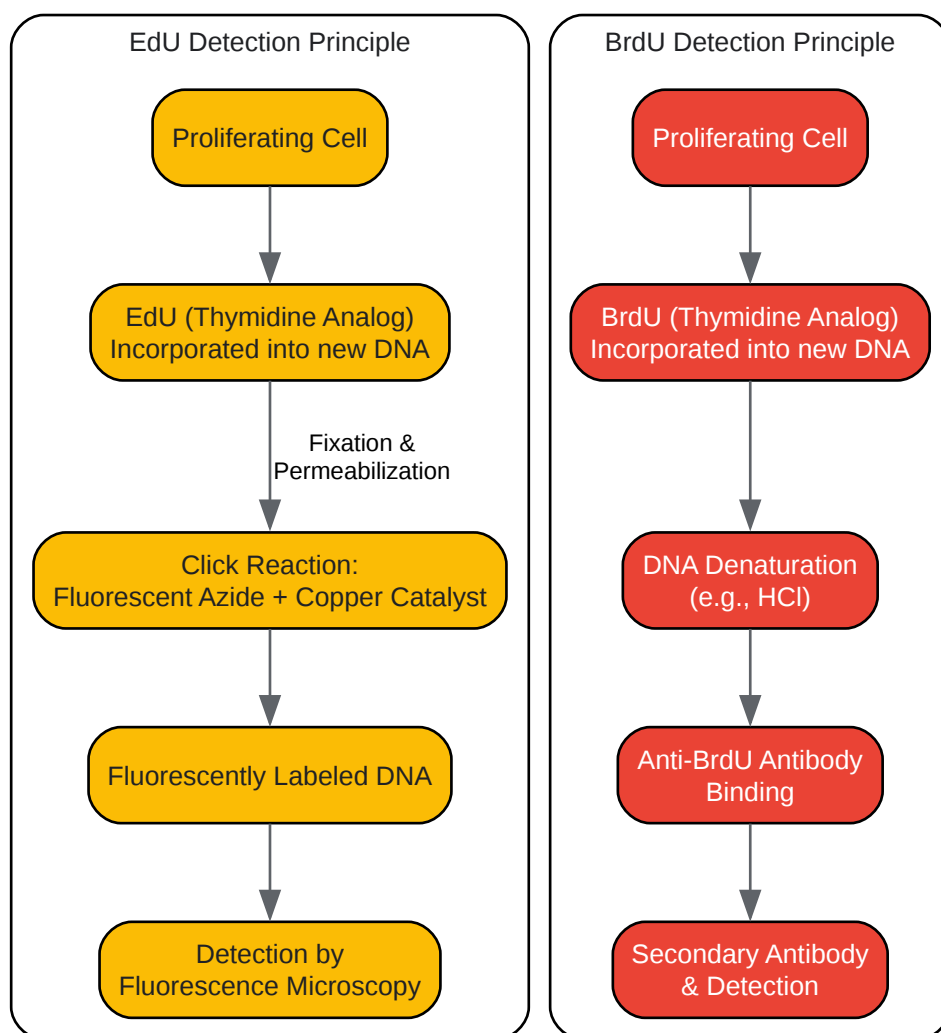 EdU Detection Principle
Proliferating Cell
EdU (Thymidine Analog)
Incorporated into new DNA
Fixation &
Permeabilization
Click Reaction:
Fluorescent Azide + Copper Catalyst
Fluorescently Labeled DNA
Detection by
Fluorescence Microscopy
BrdU Detection Principle
Proliferating Cell
BrdU (Thymidine Analog)
Incorporated into new DNA
DNA Denaturation
(e.g., HCl)
Anti-BrdU Antibody
Binding
Secondary Antibody
& Detection